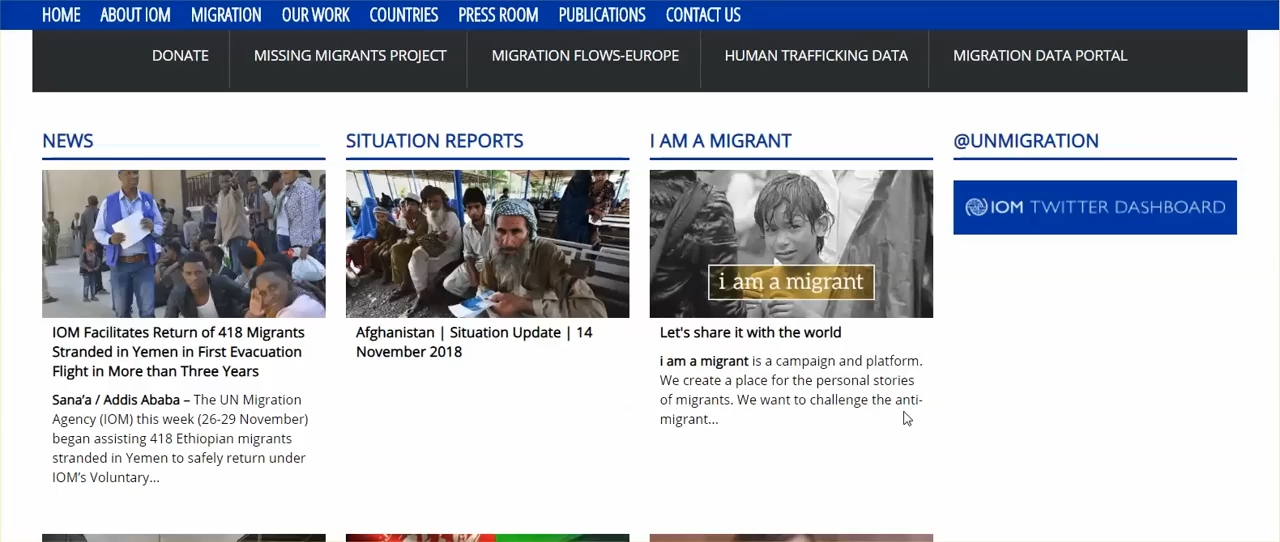 HOME ABOUT IOM MIGRATION OUR WORK COUNTRIES PRESS ROOM PUBLICATIONS CONTACT US
DONATE MISSING MIGRANTS PROJECT MIGRATION FLOWS-EUROPE HUMAN TRAFFICKING DATA MIGRATION DATA PORTAL
NEWS
IOM Facilitates Return of 418 Migrants
Stranded in Yemen in First Evacuation
Flight in More than Three Years
Sana'a / Addis Ababa – The UN Migration
Agency (IOM) this week (26-29 November)
began assisting 418 Ethiopian migrants
stranded in Yemen to safely return under
IOM's Voluntary...
SITUATION REPORTS
Afghanistan | Situation Update | 14
November 2018
I AM A MIGRANT
i am a migrant
Let's share it with the world
i am a migrant is a campaign and platform.
We create a place for the personal stories
of migrants. We want to challenge the anti-
migrant...
@UNMIGRATION
IOM TWITTER DASHBOARD